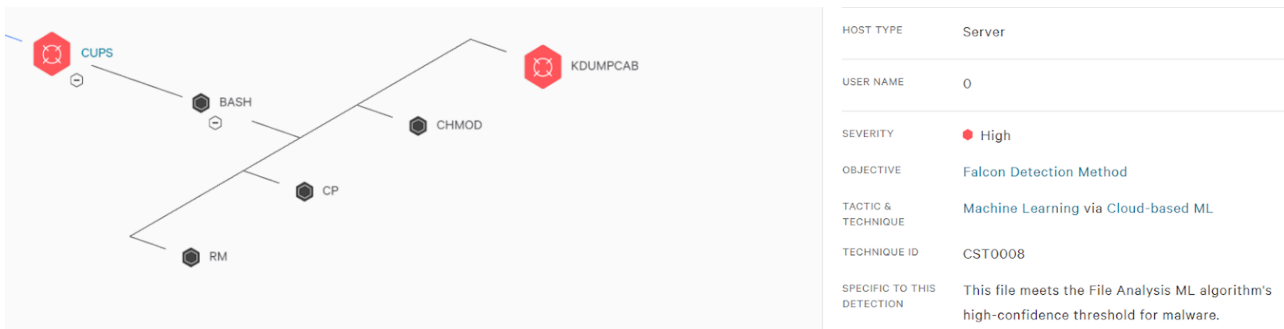 CUPS
BASH
KDUMPCAB
CHMOD
CP
RM
HOST TYPE Server
USER NAME 0
SEVERITY High
OBJECTIVE Falcon Detection Method
TACTIC &
TECHNIQUE
Machine Learning via Cloud-based ML
TECHNIQUE ID CST0008
SPECIFIC TO THIS
DETECTION
This file meets the File Analysis ML algorithm's
high-confidence threshold for malware.